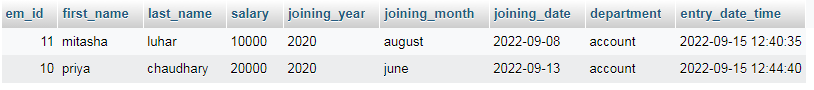 em_id first_name last_name salary joining_year joining_month joining_date department entry_date_time
11 mitasha luhar 10000 2020 august 2022-09-08 account 2022-09-15 12:40:35
10 priya chaudhary 20000 2020 june 2022-09-13 account 2022-09-15 12:44:40